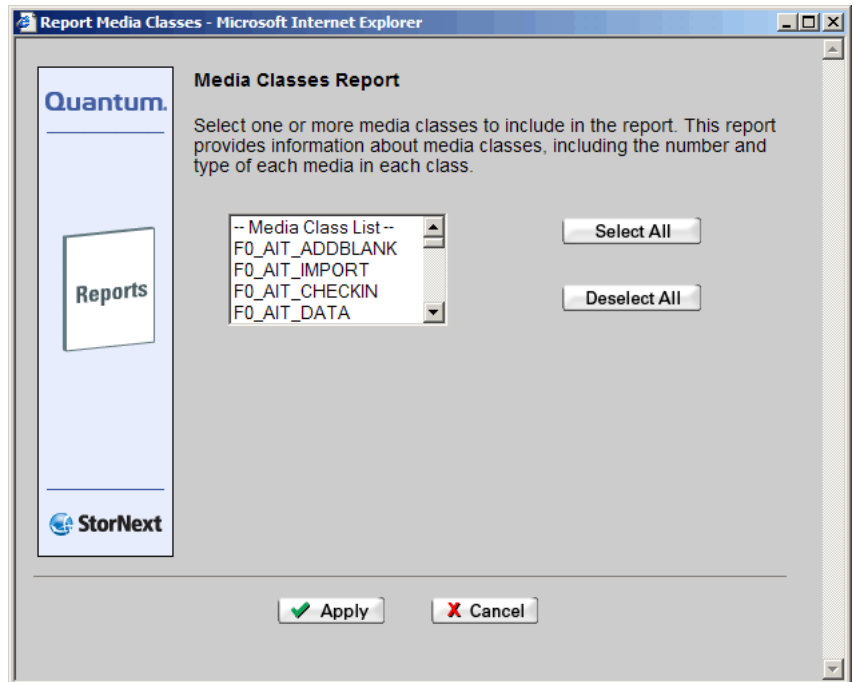 Report Media Classes - Microsoft Internet Explorer
Quantum.
Media Classes Report
Select one or more media classes to include in the report. This report
provides information about media classes, including the number and
type of each media in each class.
-- Media Class List --
F0_AIT_ADDBLANK
F0_AIT_IMPORT
F0_AIT_CHECKIN
F0_AIT_DATA
Select All
Deselect All
Reports
StorNext
Apply
Cancel